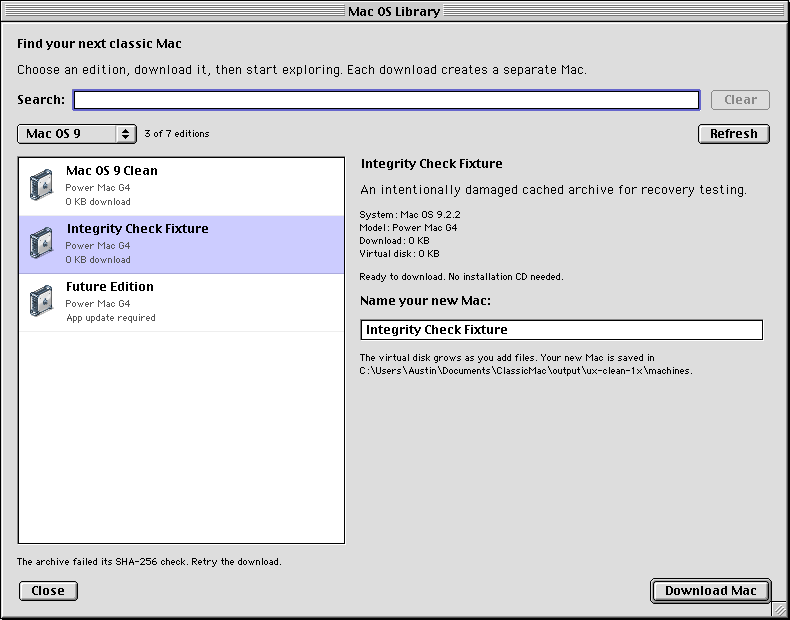 Mac OS Library
Find your next classic Mac
Choose an edition, download it, then start exploring. Each download creates a separate Mac.
Search:
Clear
Mac OS 9
3 of 7 editions
Refresh
Mac OS 9 Clean
Power Mac G4
0 KB download
Integrity Check Fixture
Power Mac G4
0 KB download
Future Edition
Power Mac G4
App update required
Integrity Check Fixture
An intentionally damaged cached archive for recovery testing.
System: Mac OS 9.2.2
Model: Power Mac G4
Download: 0 KB
Virtual disk: 0 KB
Ready to download. No installation CD needed.
Name your new Mac:
Integrity Check Fixture
The virtual disk grows as you add files. Your new Mac is saved in
C:\Users\Austin\Documents\ClassicMac\output\ux-clean-1x\machines.
The archive failed its SHA-256 check. Retry the download.
Close
Download Mac